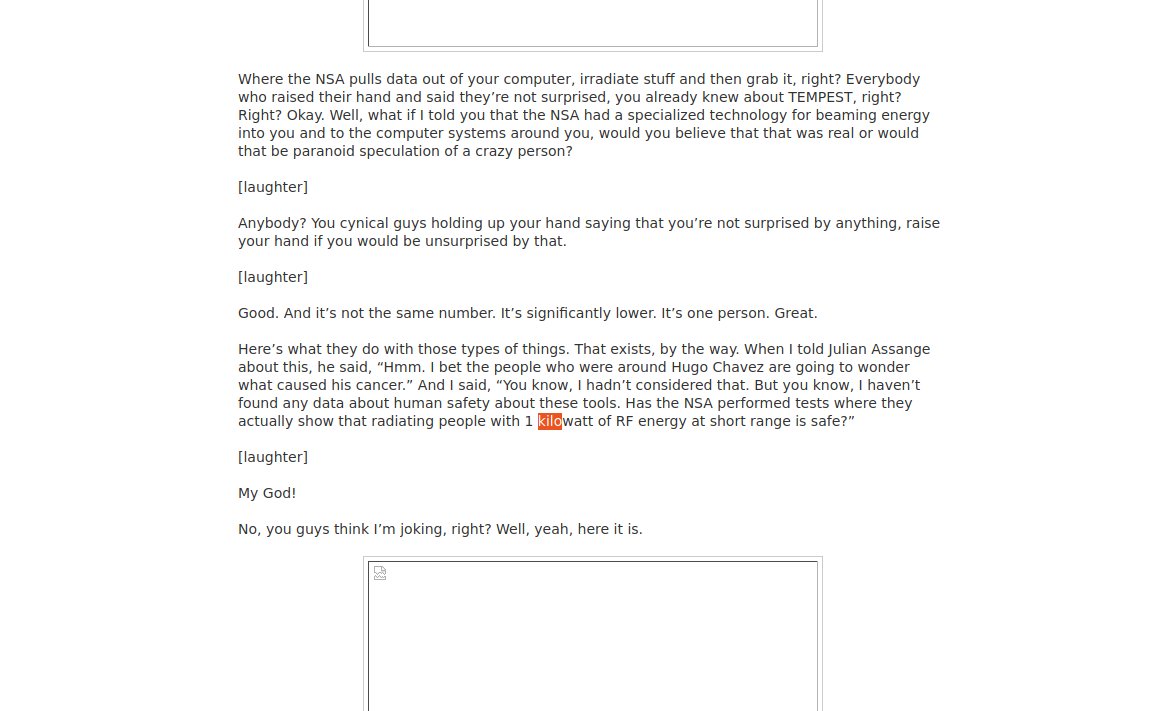 Where the NSA pulls data out of your computer, irradiate stuff and then grab it, right? Everybody
who raised their hand and said they’re not surprised, you already knew about TEMPEST, right?
Right? Okay. Well, what if I told you that the NSA had a specialized technology for beaming energy
into you and to the computer systems around you, would you believe that that was real or would
that be paranoid speculation of a crazy person?
[laughter]
Anybody? You cynical guys holding up your hand saying that you’re not surprised by anything, raise
your hand if you would be unsurprised by that.
[laughter]
Good. And it’s not the same number. It’s significantly lower. It’s one person. Great.
Here’s what they do with those types of things. That exists, by the way. When I told Julian Assange
about this, he said, “Hmm. I bet the people who were around Hugo Chavez are going to wonder
what caused his cancer.” And I said, “You know, I hadn’t considered that. But you know, I haven’t
found any data about human safety about these tools. Has the NSA performed tests where they
actually show that radiating people with 1 kilowatt of RF energy at short range is safe?”
[laughter]
My God!
No, you guys think I’m joking, right? Well, yeah, here it is.